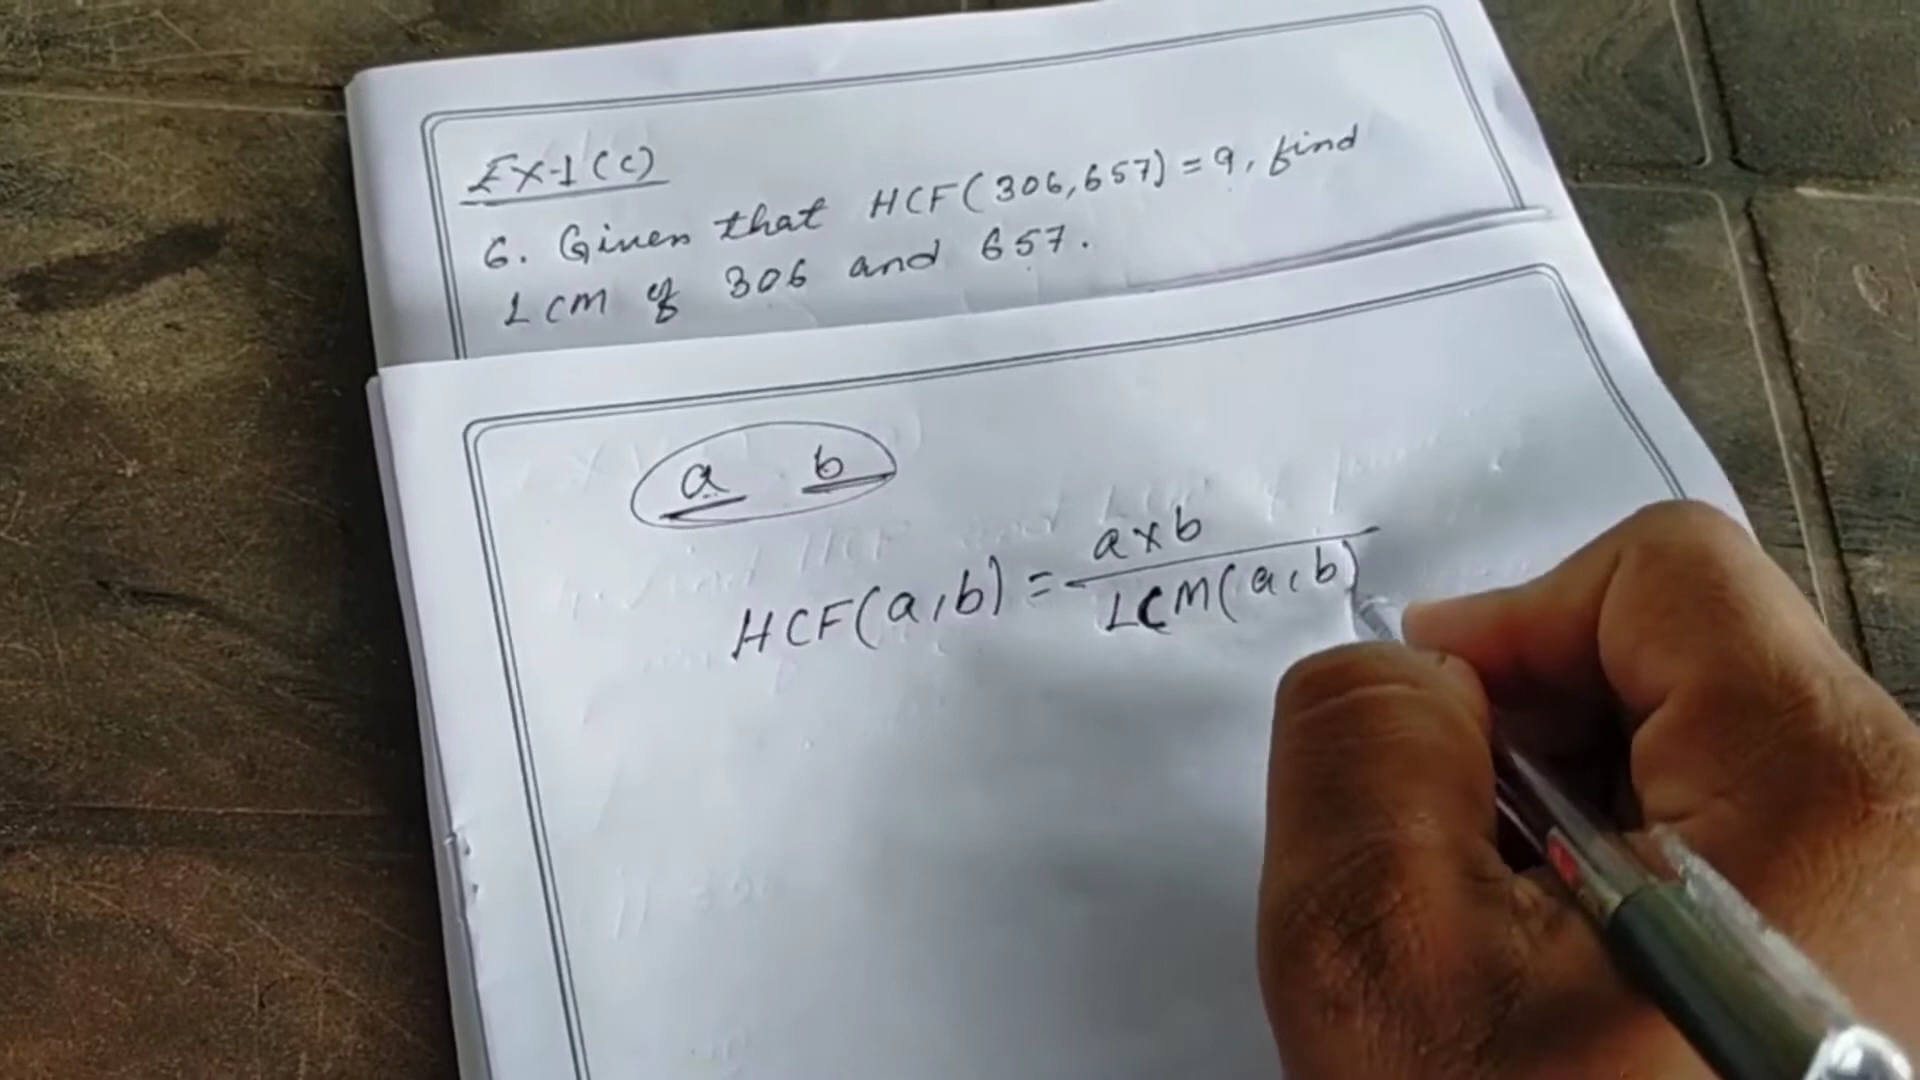 EX-1(c)
6. Given that HCF(306,657)=9, find
LCM of 306 and 657.
a b
a×b
HCF(a,b) =
LCM(a,b)